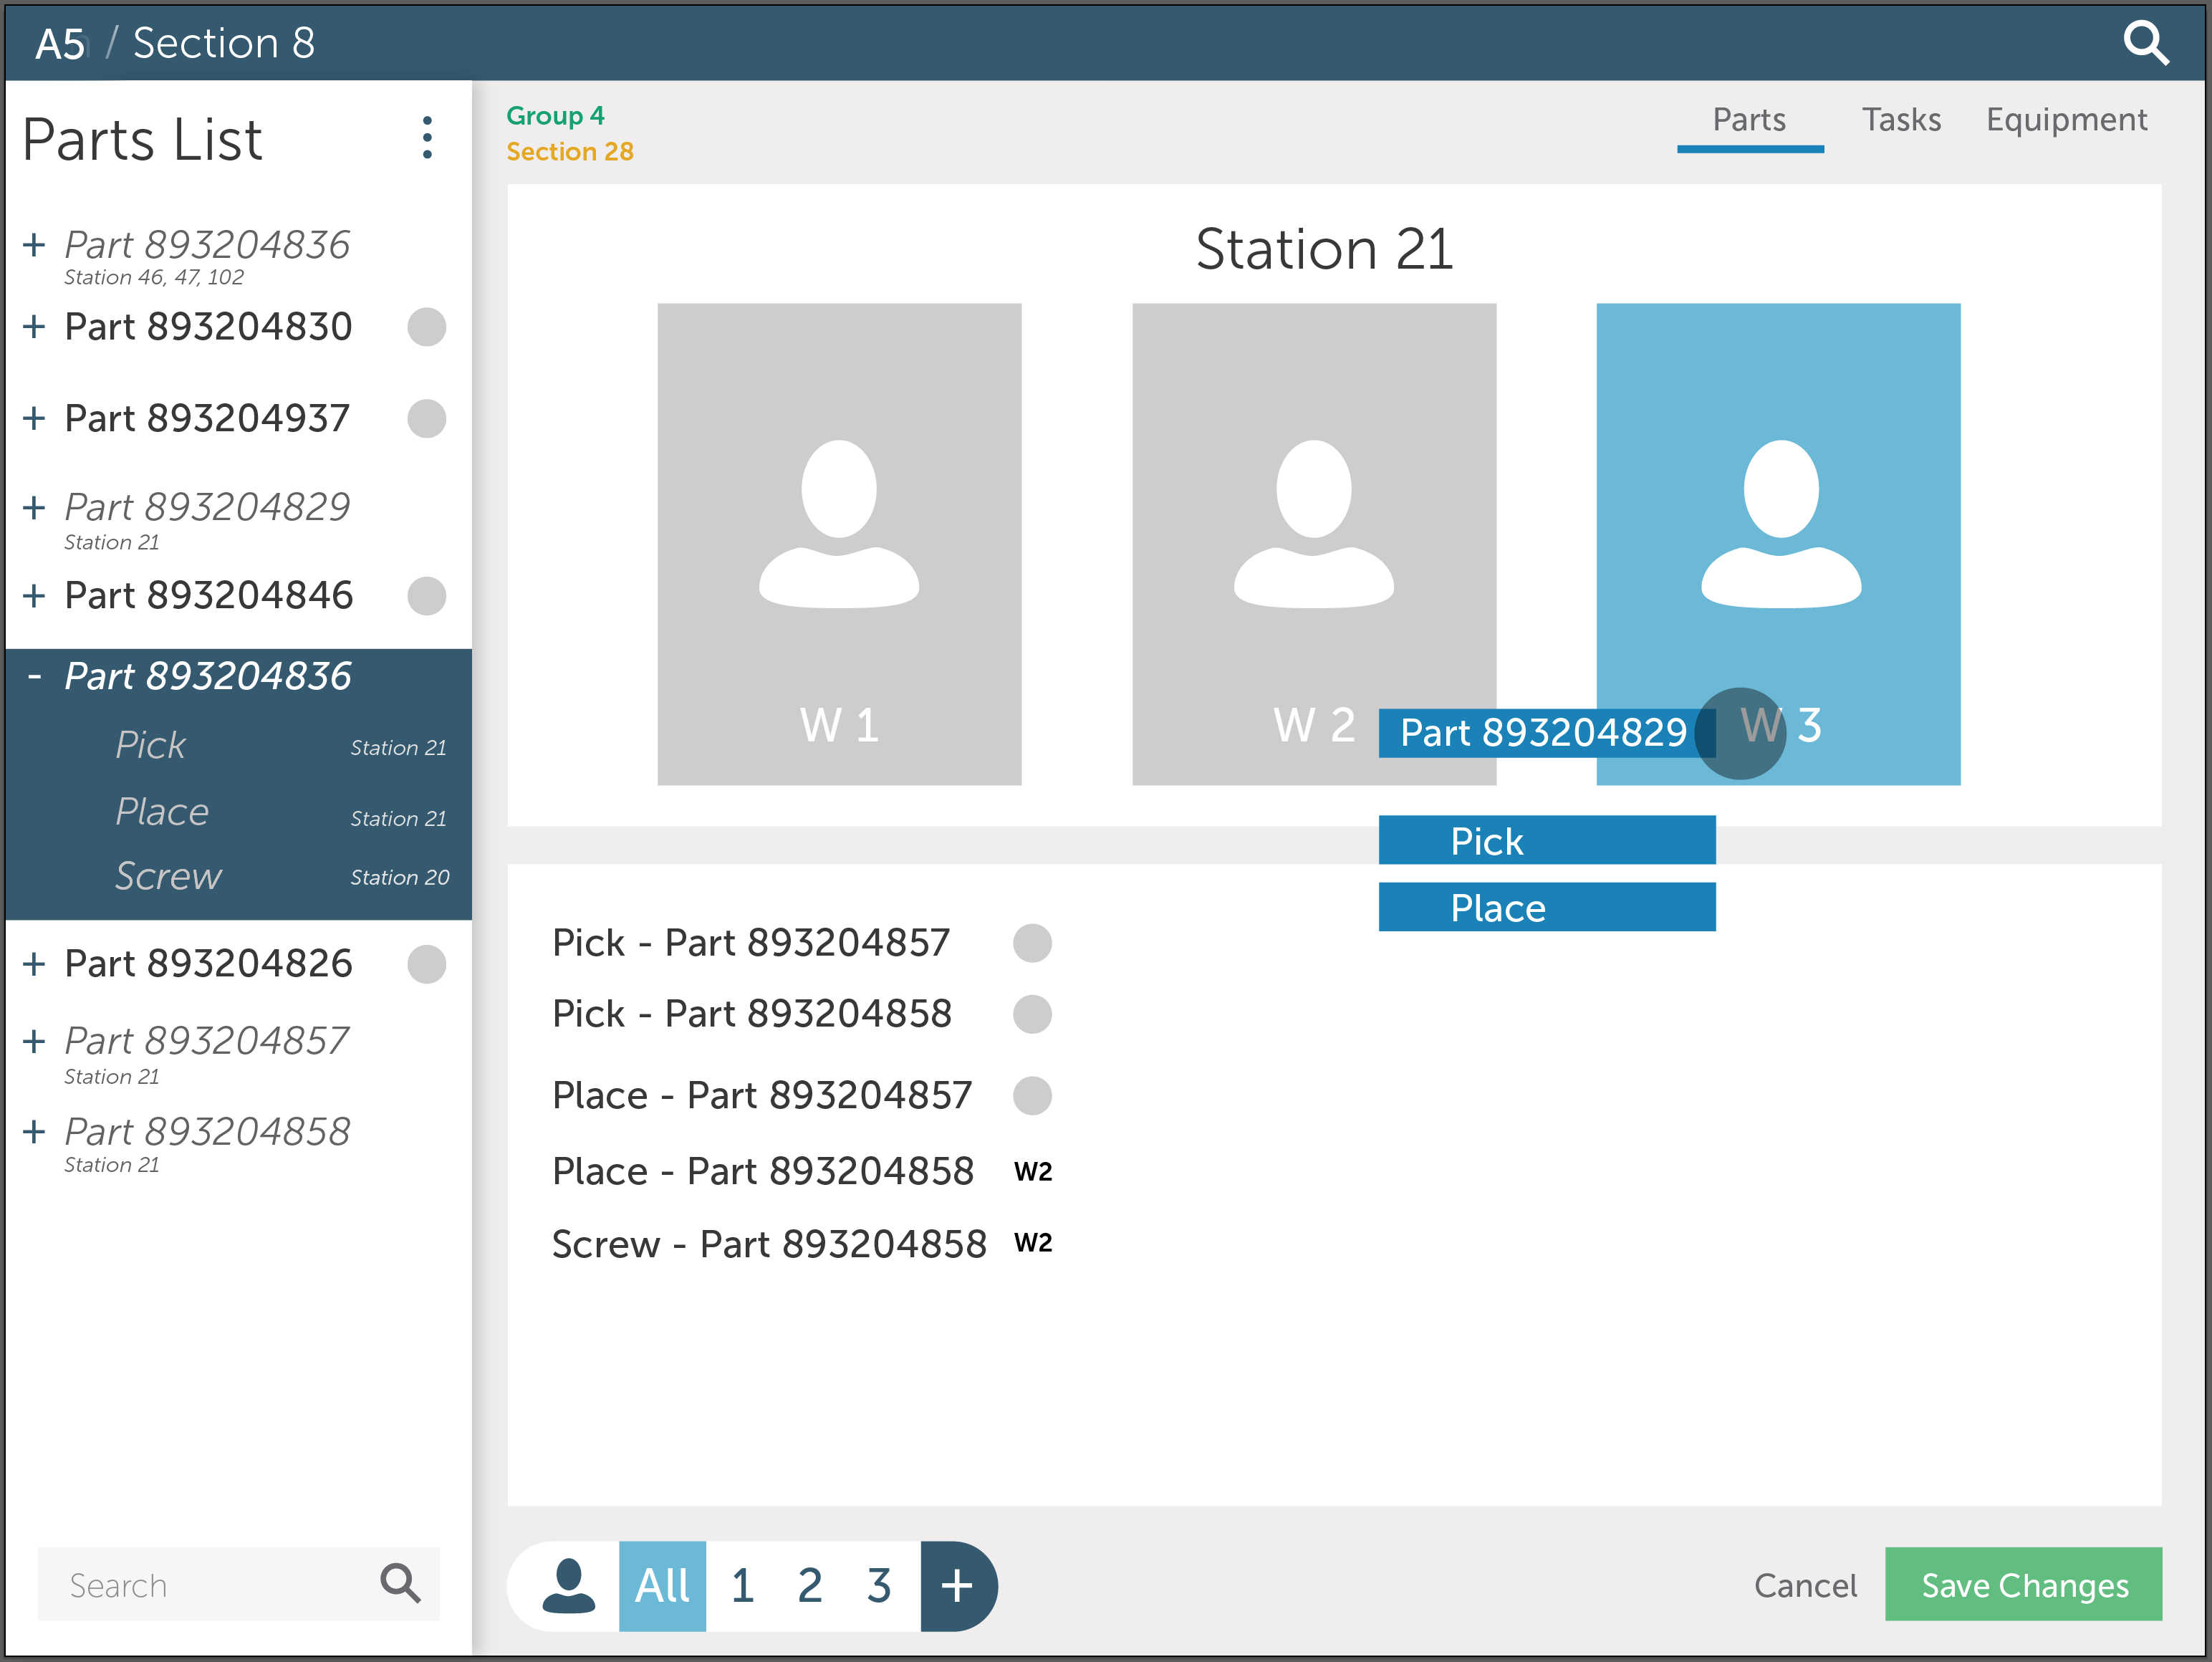 A5 / Section 8
Parts List
+ Part 893204836
Station 46, 47, 102
+ Part 893204830
+ Part 893204937
+ Part 893204829
Station 21
+ Part 893204846
- Part 893204836
Pick Station 21
Place Station 21
Screw Station 20
+ Part 893204826
+ Part 893204857
Station 21
+ Part 893204858
Station 21
Search
Group 4
Section 28
Parts Tasks Equipment
Station 21
W 1
W 2
W 3
Part 893204829
Pick
Place
Pick - Part 893204857
Pick - Part 893204858
Place - Part 893204857
Place - Part 893204858 W2
Screw - Part 893204858 W2
All 1 2 3 +
Cancel
Save Changes